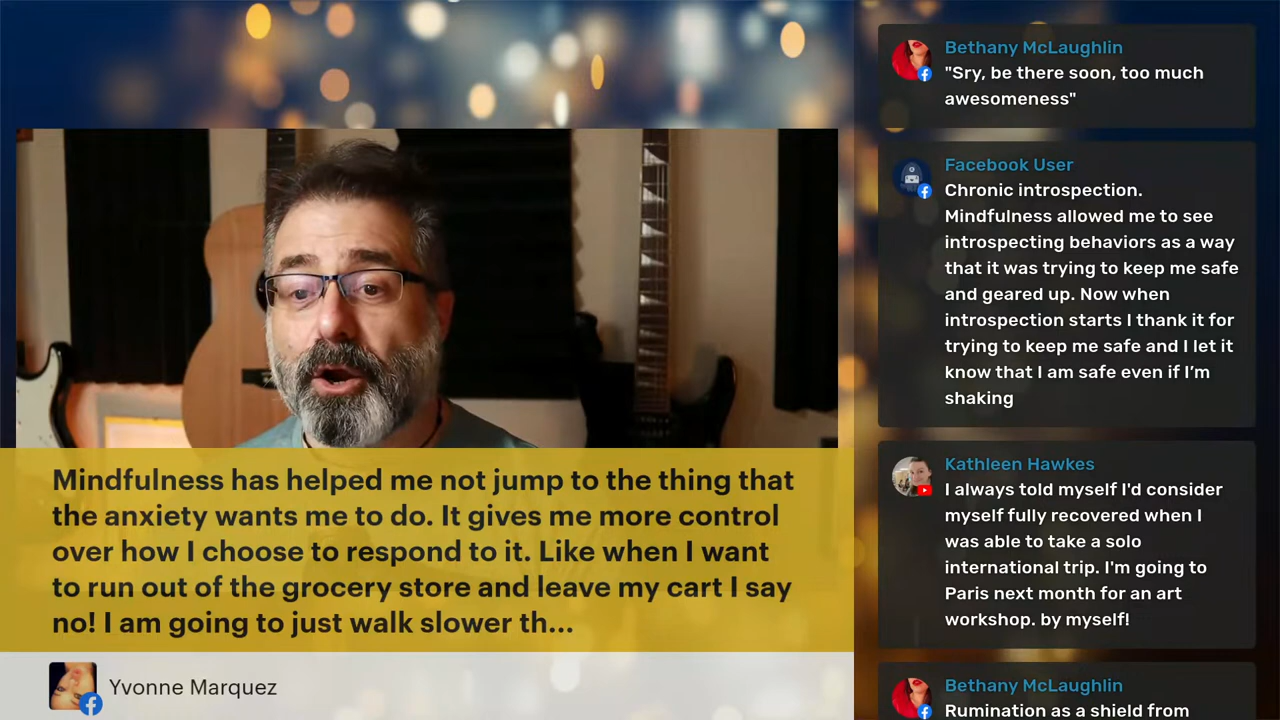 Bethany McLaughlin
"Sry, be there soon, too much
awesomeness"
Facebook User
Chronic introspection.
Mindfulness allowed me to see
introspecting behaviors as a way
that it was trying to keep me safe
and geared up. Now when
introspection starts I thank it for
trying to keep me safe and I let it
know that I am safe even if I’m
shaking
Kathleen Hawkes
I always told myself I'd consider
myself fully recovered when I
was able to take a solo
international trip. I'm going to
Paris next month for an art
workshop. by myself!
Bethany McLaughlin
Rumination as a shield from
Mindfulness has helped me not jump to the thing that
the anxiety wants me to do. It gives me more control
over how I choose to respond to it. Like when I want
to run out of the grocery store and leave my cart I say
no! I am going to just walk slower th...
Yvonne Marquez